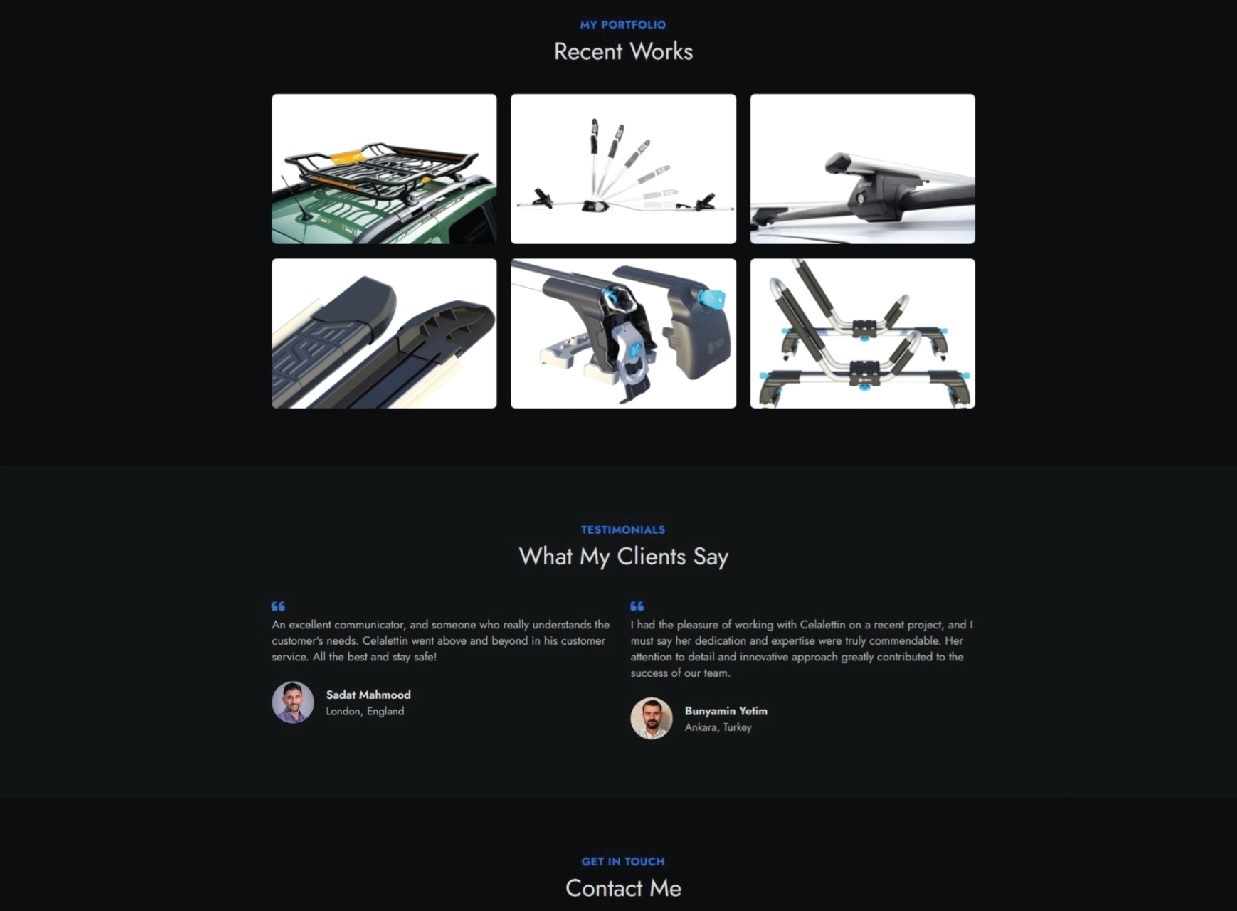 MY PORTFOLIO
Recent Works
TESTIMONIALS
What My Clients Say
An excellent communicator, and someone who really understands the
customer's needs. Celalettin went above and beyond in his customer
service. All the best and stay safe!
Sadat Mahmood
London, England
I had the pleasure of working with Celalettin on a recent project, and I
must say her dedication and expertise were truly commendable. Her
attention to detail and innovative approach greatly contributed to the
success of our team.
Bunyamin Yetim
Ankara, Turkey
GET IN TOUCH
Contact Me